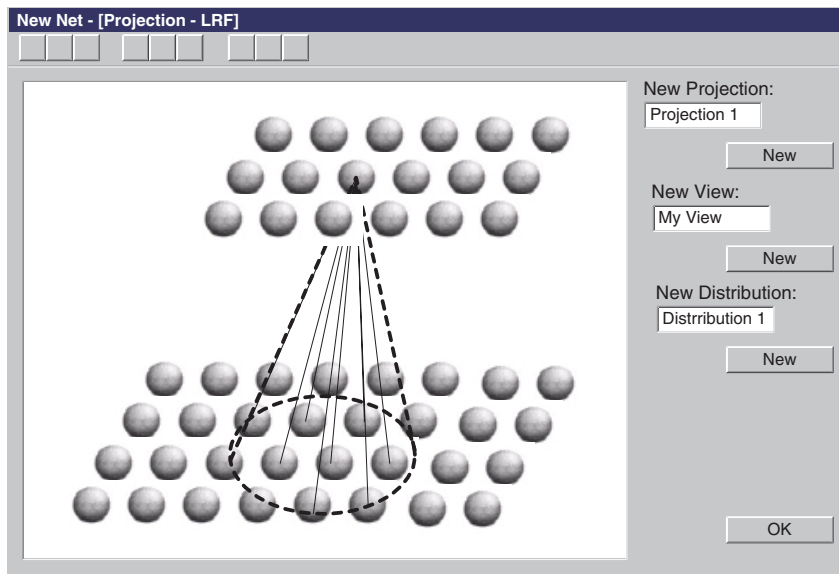 New Net - [Projection - LRF]
New Projection:
Projection 1
New
New View:
My View
New
New Distribution:
Distrribution 1
New
OK